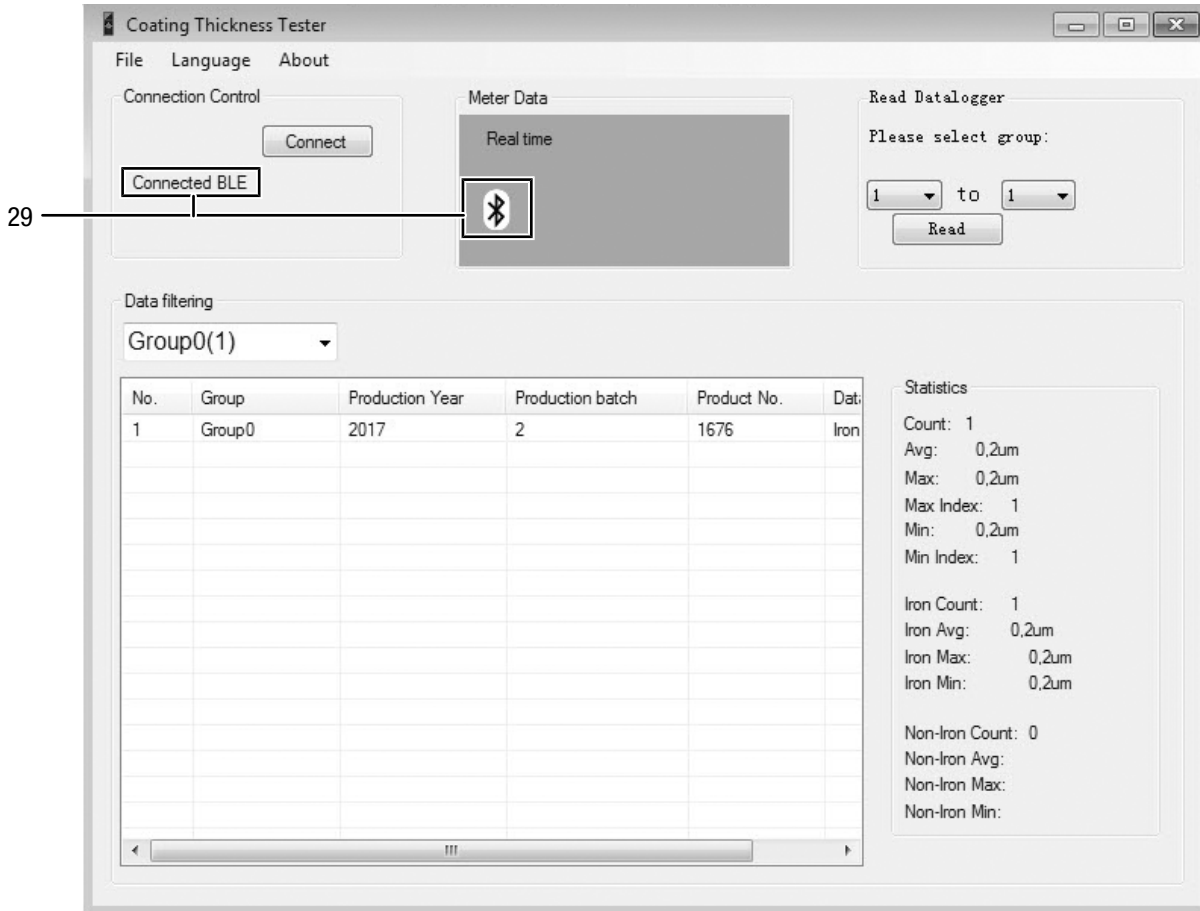 Coating Thickness Tester
File Language About
Connection Control
Connect
Connected BLE
29
Meter Data
Real time
Read Datalogger
Please select group:
1 to 1
Read
Data filtering
Group0(1)
No. Group Production Year Production batch Product No. Dat
1 Group0 2017 2 1676 Iron
Statistics
Count: 1
Avg: 0,2um
Max: 0,2um
Max Index: 1
Min: 0,2um
Min Index: 1
Iron Count: 1
Iron Avg: 0,2um
Iron Max: 0,2um
Iron Min: 0,2um
Non-Iron Count: 0
Non-Iron Avg:
Non-Iron Max:
Non-Iron Min: